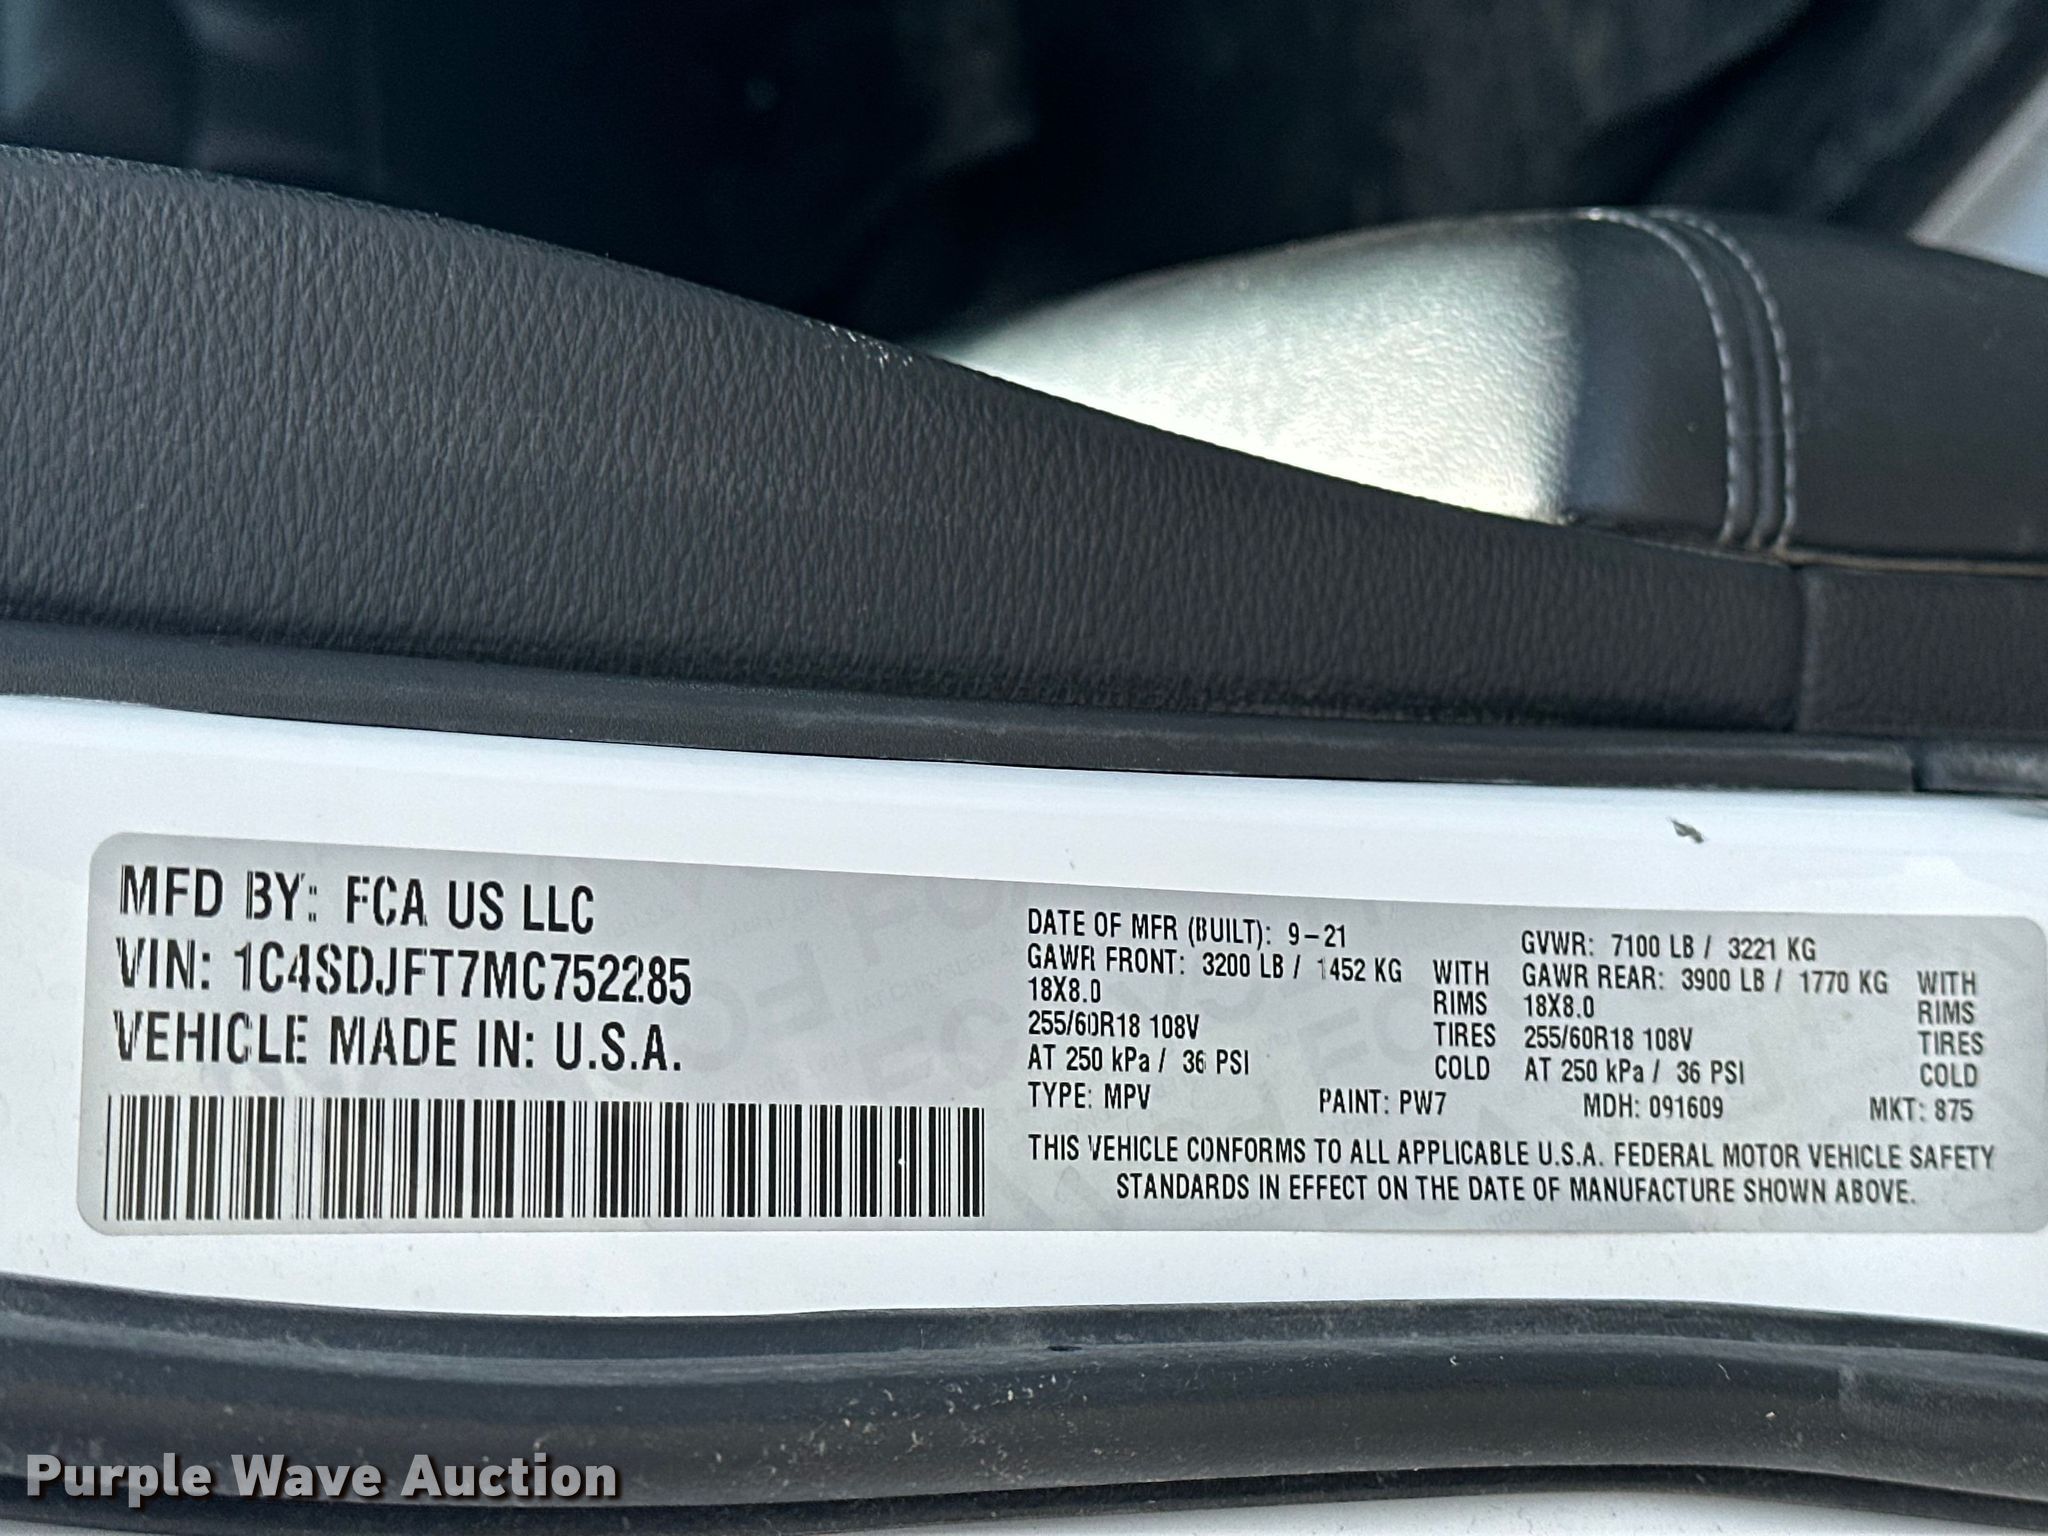 MFD BY: FCA US LLC
VIN: 1C4SDJFT7MC752285
VEHICLE MADE IN: U.S.A.
DATE OF MFR (BUILT): 9-21
GAWR FRONT: 3200 LB / 1452 KG WITH
18X8.0 RIMS
255/60R18 108V TIRES
AT 250 kPa / 36 PSI COLD
GVWR: 7100 LB / 3221 KG
GAWR REAR: 3900 LB / 1770 KG WITH
18X8.0 RIMS
255/60R18 108V TIRES
AT 250 kPa / 36 PSI COLD
TYPE: MPV PAINT: PW7 MDH: 091609 MKT: 875
THIS VEHICLE CONFORMS TO ALL APPLICABLE U.S.A. FEDERAL MOTOR VEHICLE SAFETY
STANDARDS IN EFFECT ON THE DATE OF MANUFACTURE SHOWN ABOVE.
Purple Wave Auction